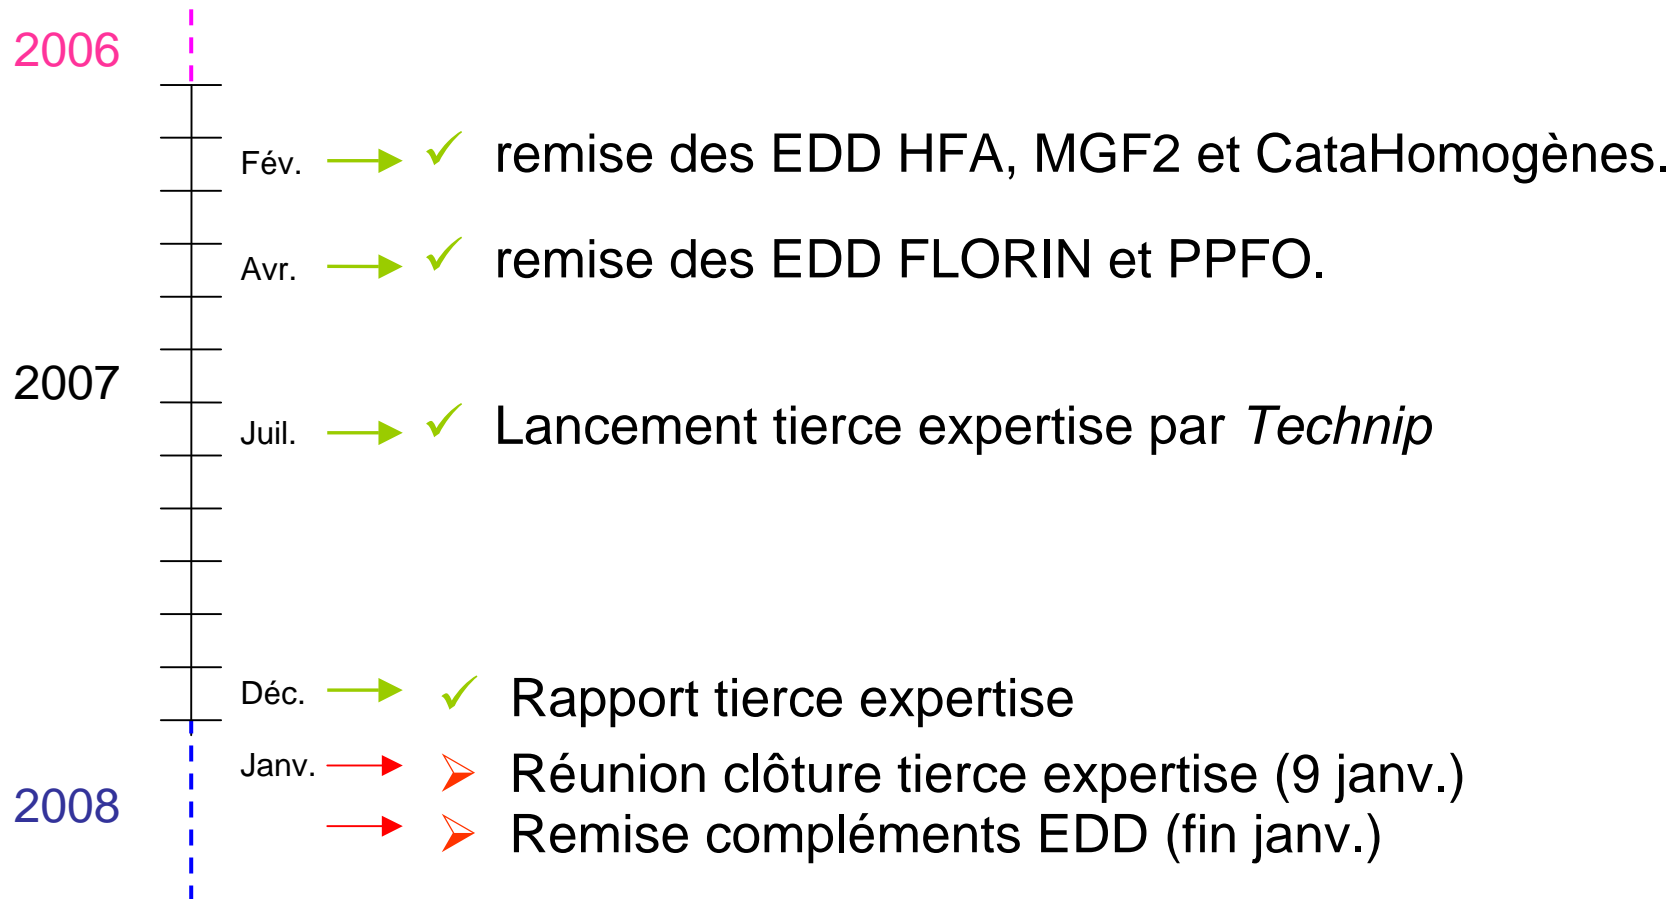 2006
Fév. ✓ remise des EDD HFA, MGF2 et CataHomogènes.
Avr. ✓ remise des EDD FLORIN et PPFO.
2007
Juil. ✓ Lancement tierce expertise par Technip
Déc. ✓ Rapport tierce expertise
Janv. ➢ Réunion clôture tierce expertise (9 janv.)
2008
➢ Remise compléments EDD (fin janv.)